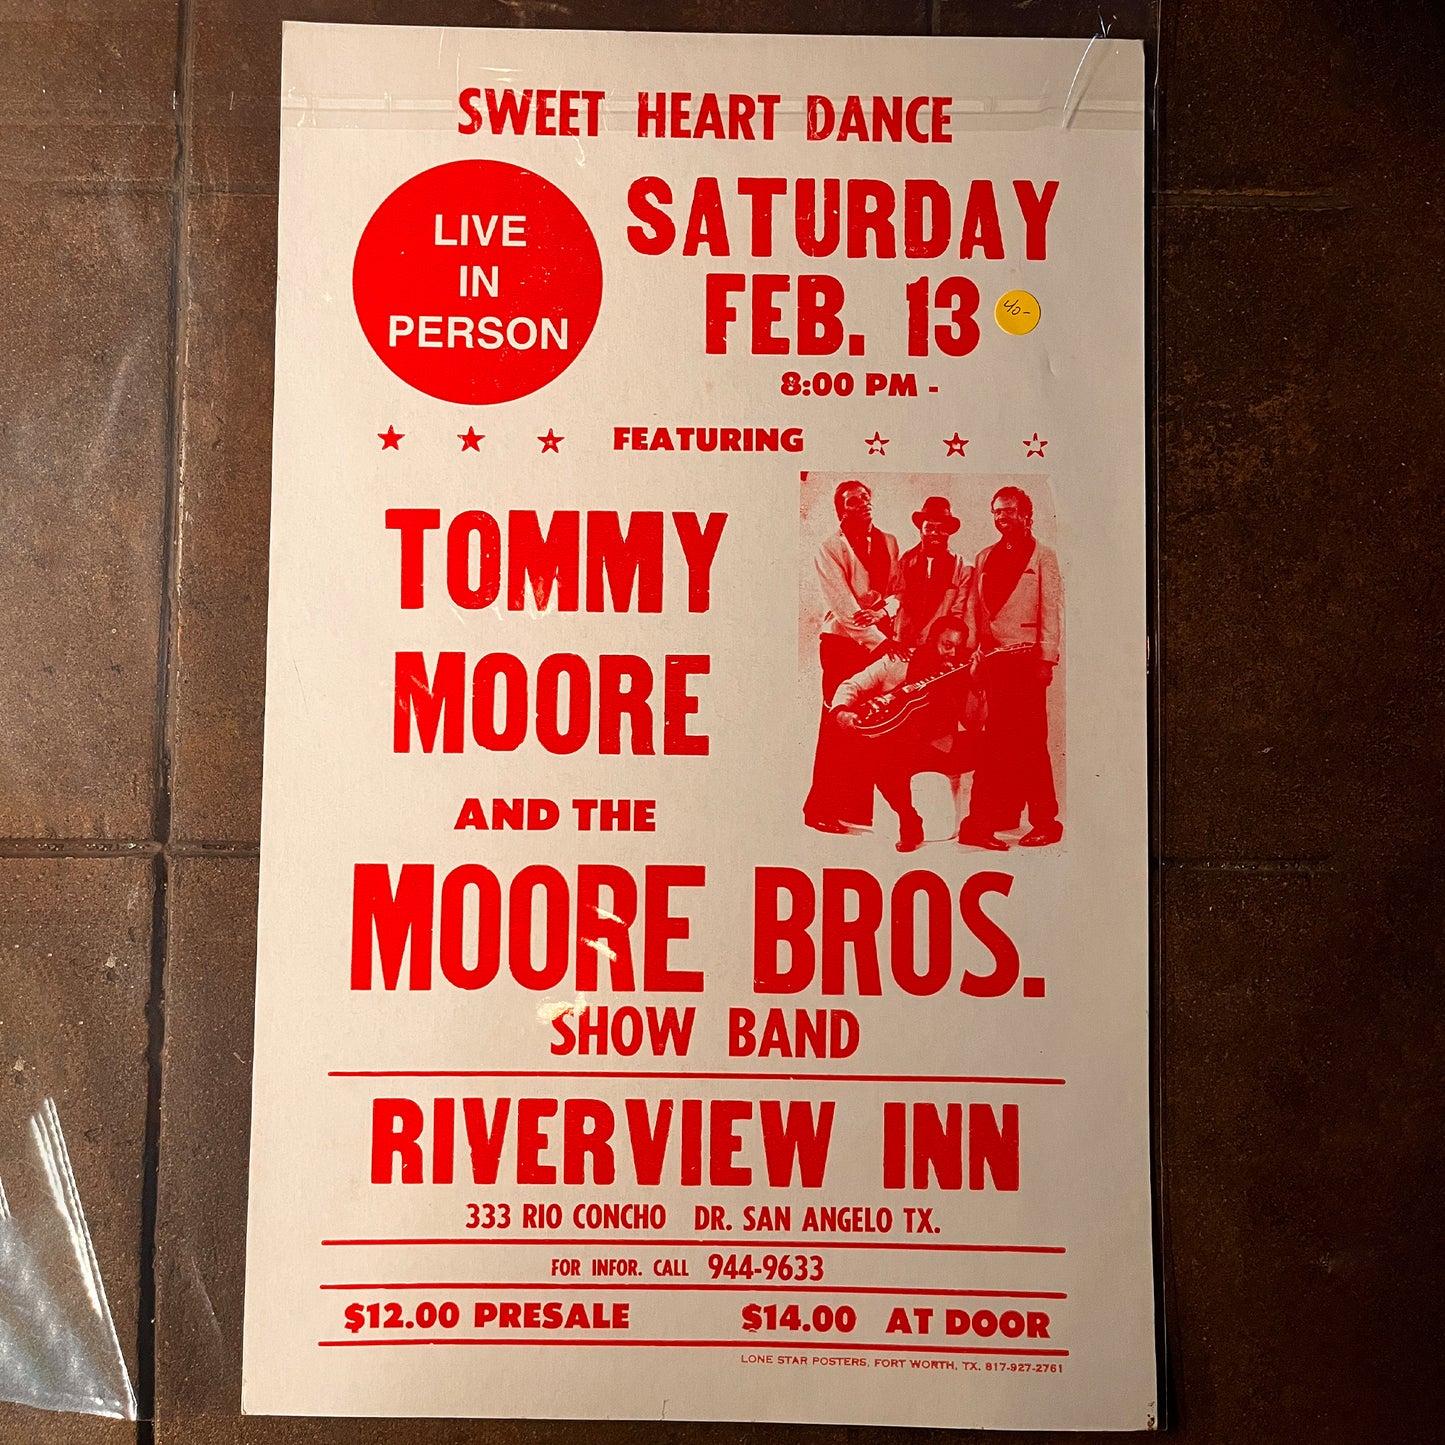 SWEET HEART DANCE
LIVE
IN
PERSON
SATURDAY
FEB. 13
40-
8:00 PM -
FEATURING
TOMMY
MOORE
AND THE
MOORE BROS.
SHOW BAND
RIVERVIEW INN
333 RIO CONCHO DR. SAN ANGELO TX.
FOR INFOR. CALL 944-9633
$12.00 PRESALE $14.00 AT DOOR
LONE STAR POSTERS, FORT WORTH, TX. 817-927-2761